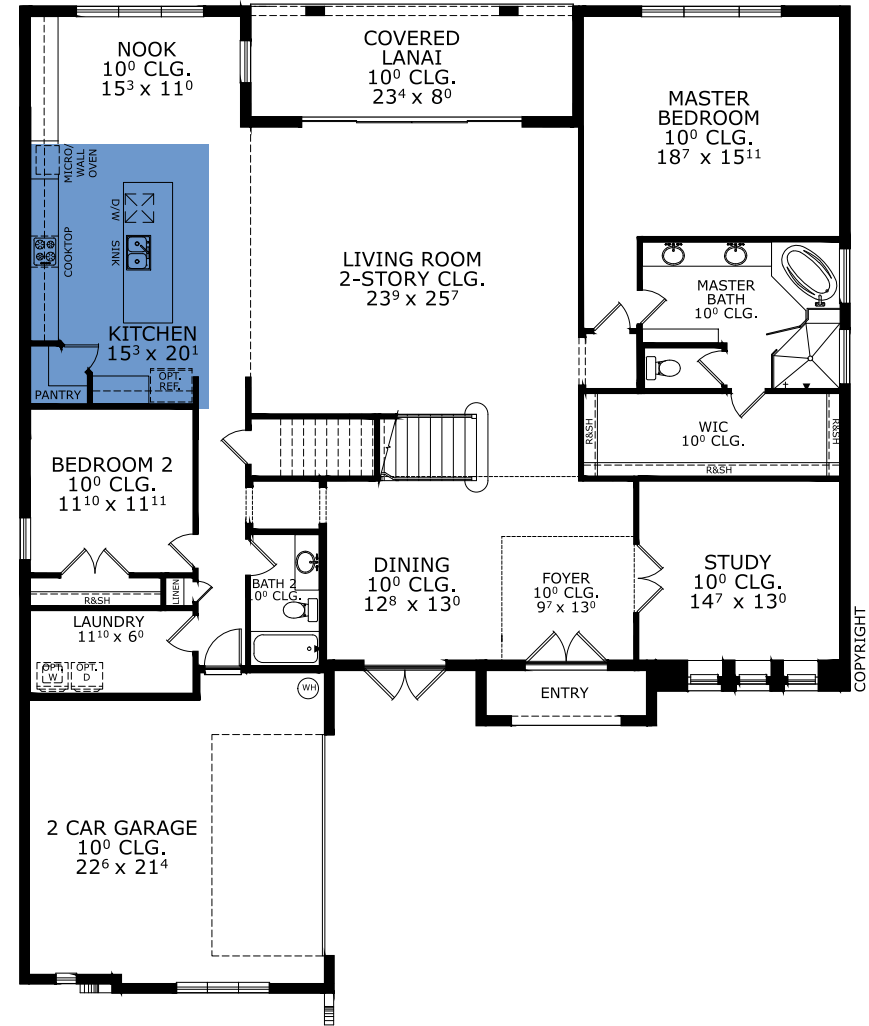 NOOK
10⁰ CLG.
15³ x 11⁰
COVERED
LANAI
10⁰ CLG.
23⁴ x 8⁰
MASTER
BEDROOM
10⁰ CLG.
18⁷ x 15¹¹
MICRO/
WALL
OVEN
D/W
SINK
COOKTOP
KITCHEN
15³ x 20¹
OPT.
REF.
PANTRY
LIVING ROOM
2-STORY CLG.
23⁹ x 25⁷
MASTER
BATH
10⁰ CLG.
WIC
10⁰ CLG.
R&SH
R&SH
R&SH
BEDROOM 2
10⁰ CLG.
11¹⁰ x 11¹¹
R&SH
LINEN
LAUNDRY
11¹⁰ x 6⁰
OPT.
W
OPT.
D
BATH 2
10⁰ CLG.
DINING
10⁰ CLG.
12⁸ x 13⁰
FOYER
10⁰ CLG.
9⁷ x 13⁰
STUDY
10⁰ CLG.
14⁷ x 13⁰
ENTRY
WH
COPYRIGHT
2 CAR GARAGE
10⁰ CLG.
22⁶ x 21⁴